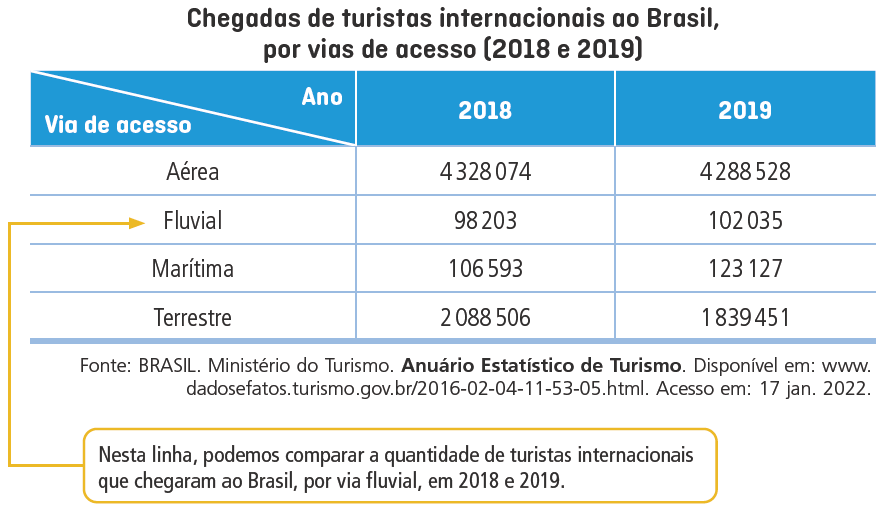 Chegadas de turistas internacionais ao Brasil,
por vias de acesso (2018 e 2019)
Ano
Via de acesso
2018
2019
Aérea 4 328 074 4 288 528
Fluvial 98 203 102 035
Marítima 106 593 123 127
Terrestre 2 088 506 1 839 451
Fonte: BRASIL. Ministério do Turismo. Anuário Estatístico de Turismo. Disponível em: www.
dadosefatos.turismo.gov.br/2016-02-04-11-53-05.html. Acesso em: 17 jan. 2022.
Nesta linha, podemos comparar a quantidade de turistas internacionais
que chegaram ao Brasil, por via fluvial, em 2018 e 2019.